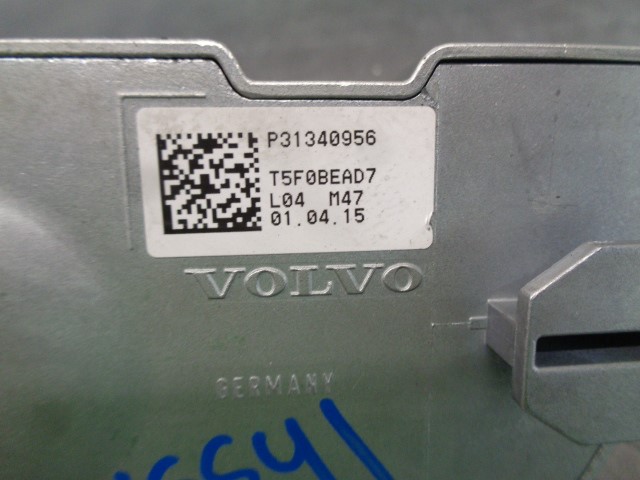 P31340956
T5F0BEAD7
L04 M47
01.04.15
VOLVO
GERMANY